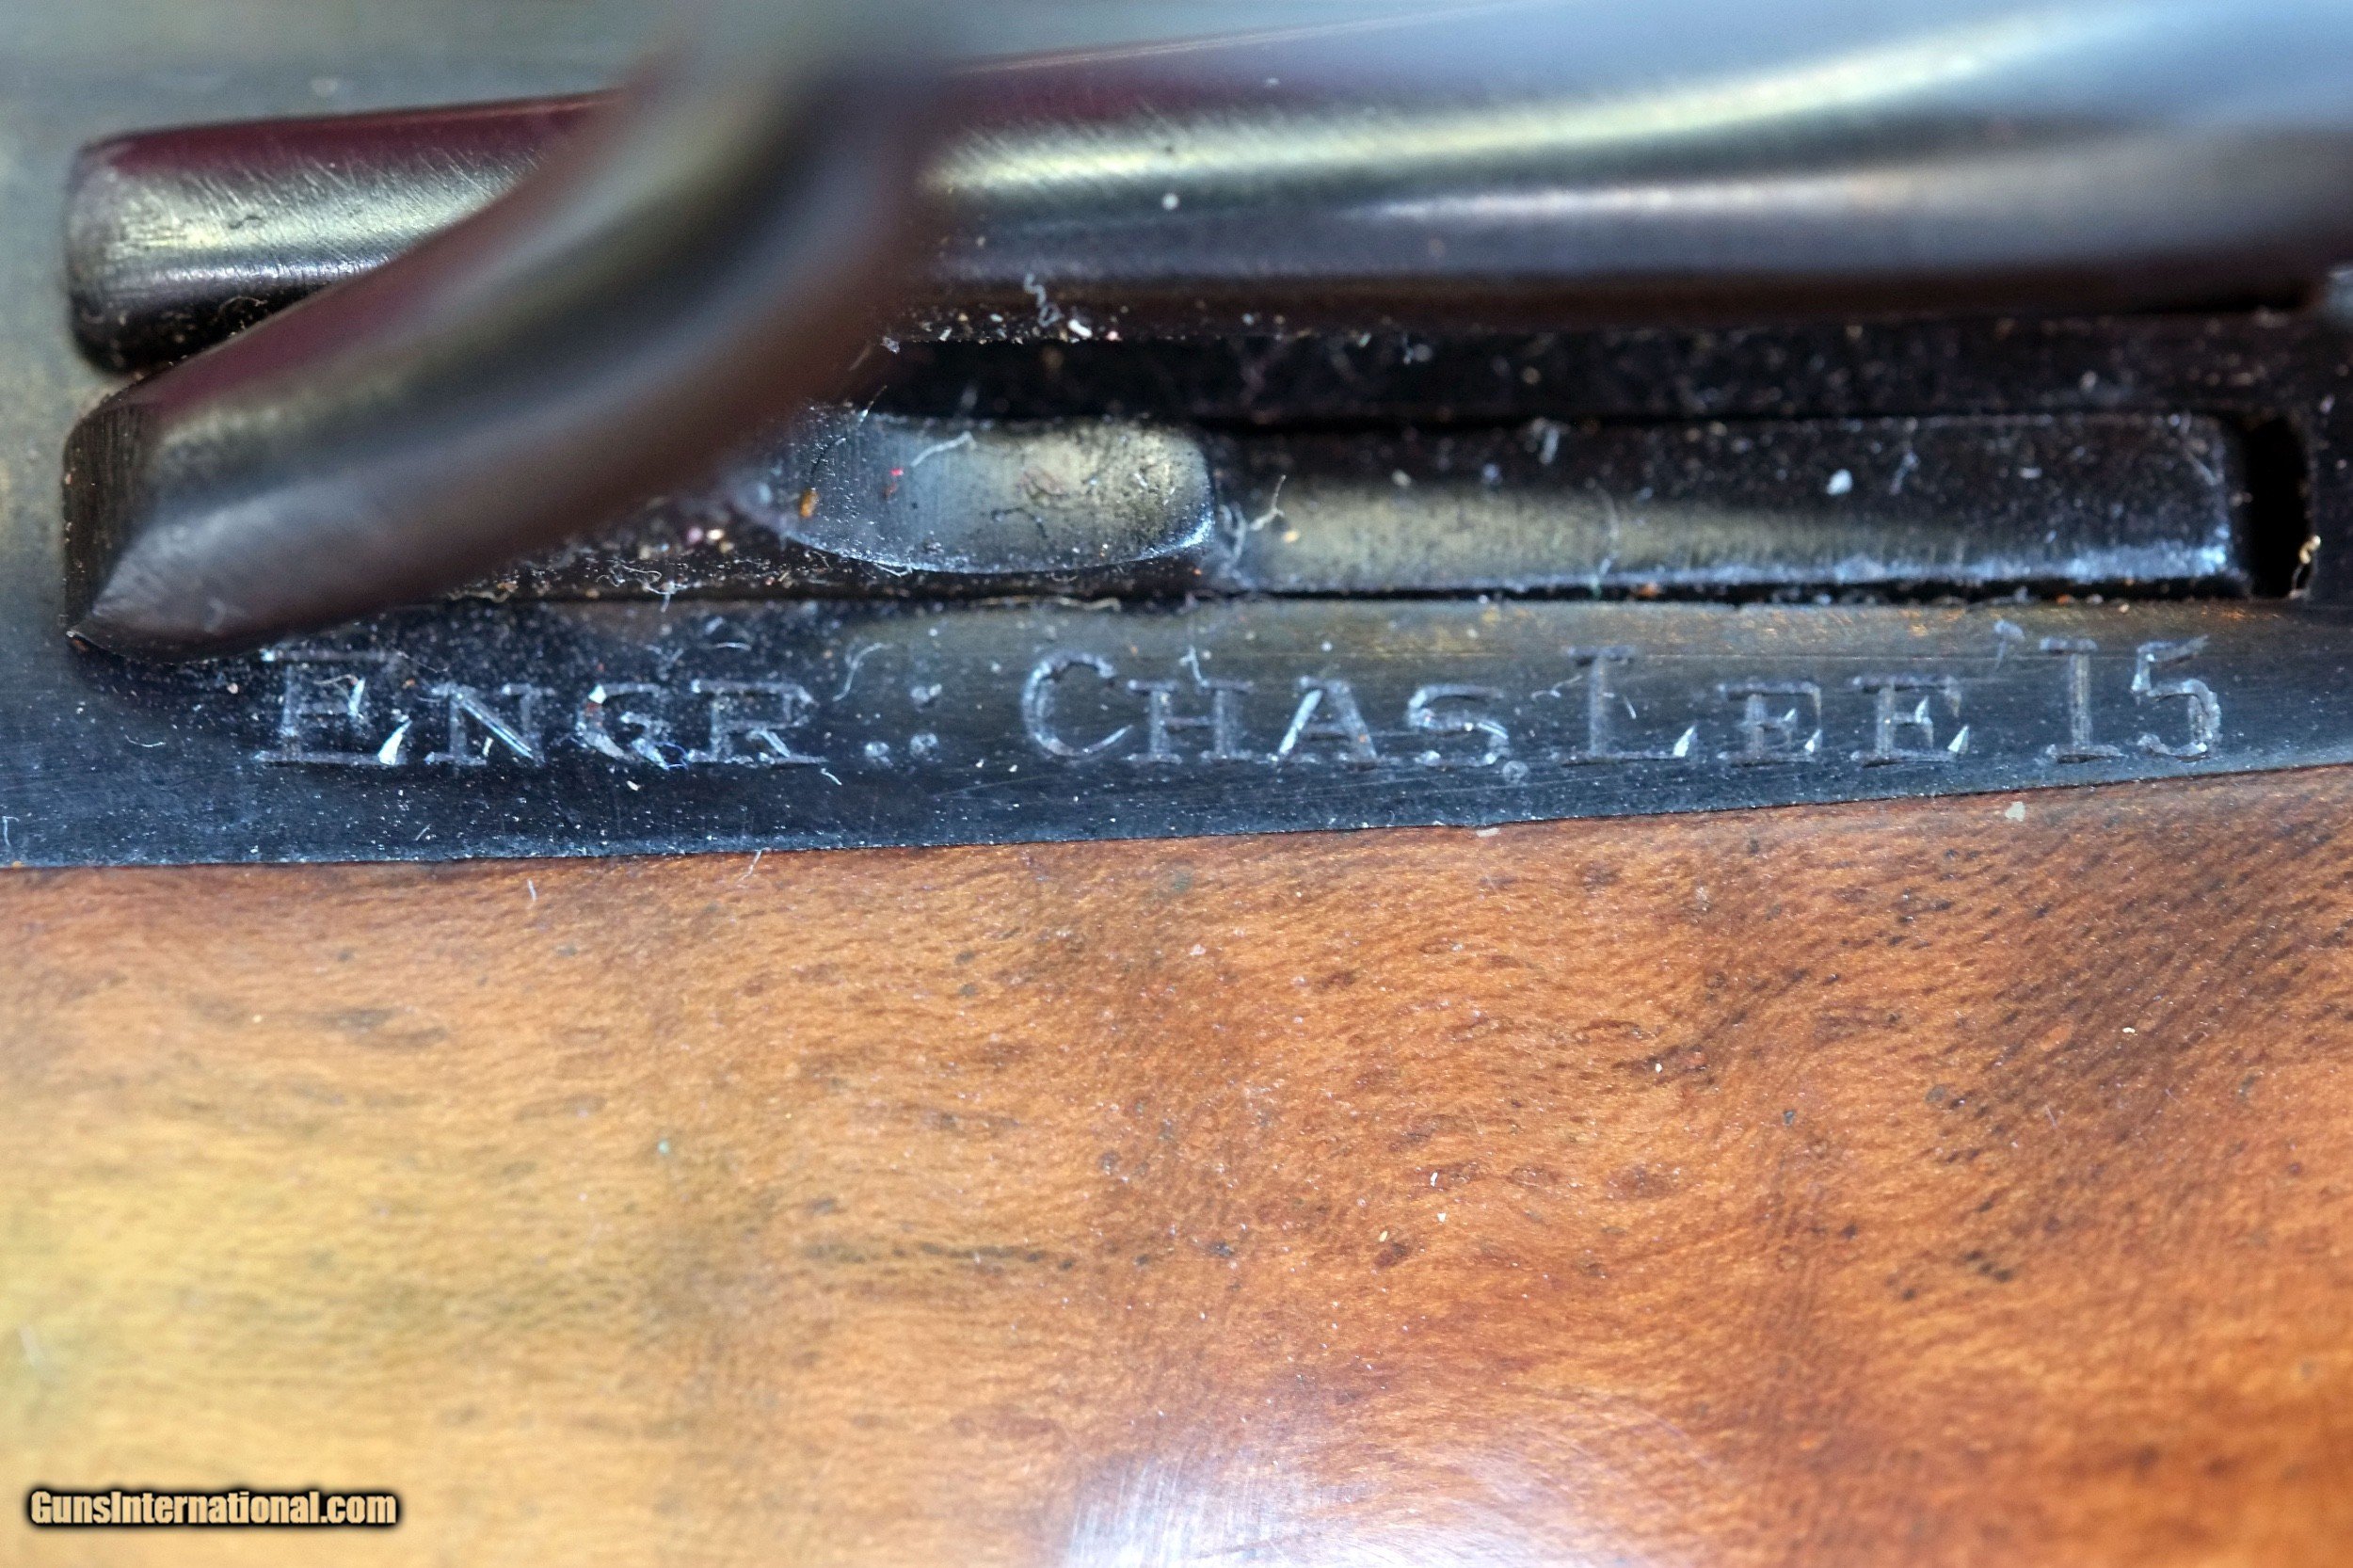 ENGR.: CHAS. LEE '15
GunsInternational.com